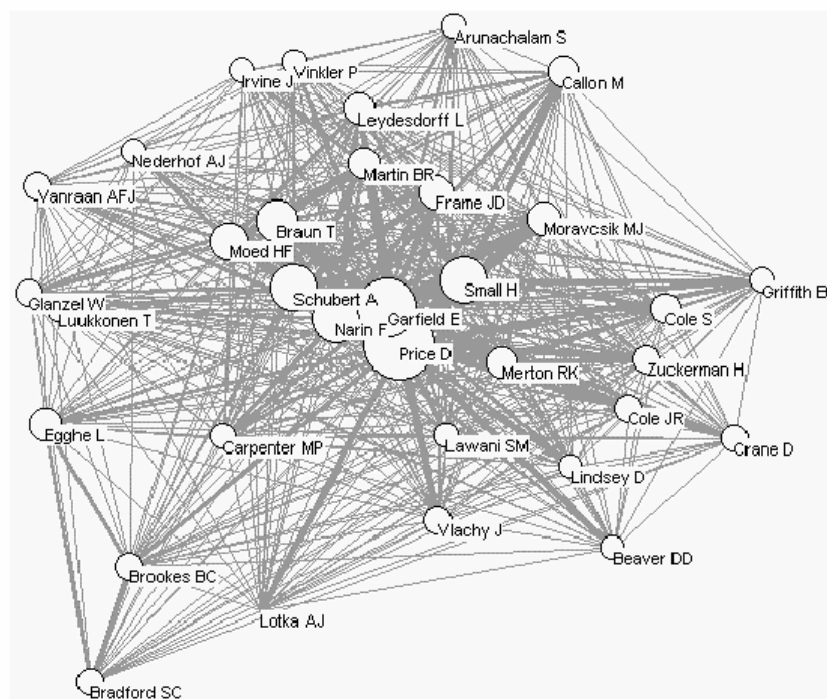 Arunachalam S
Vinkler P
Irvine J
Callon M
Leydesdorff L
Nederhof AJ
Martin BR
Vanraan AFJ
Frame JD
Moravcsik MJ
Braun T
Moed HF
Small H
Griffith B
Schubert A
Glanzel W
Luukkonen T
Garfield E
Cole S
Narin F
Price D
Merton RK
Zuckerman H
Cole JR
Egghe L
Carpenter MP
Lawani SM
Crane D
Lindsey D
Vlachy J
Beaver DD
Brookes BC
Lotka AJ
Bradford SC